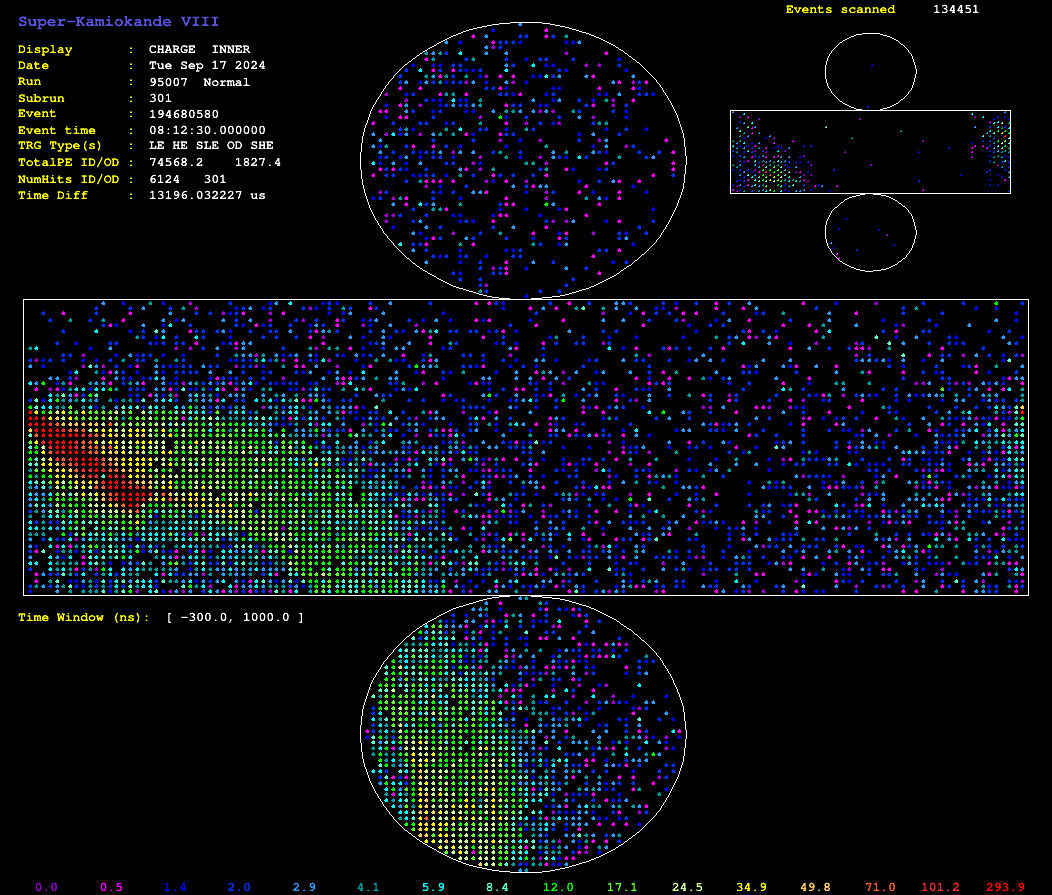 Super-Kamiokande VIII
Events scanned 134451
Display : CHARGE INNER
Date : Tue Sep 17 2024
Run : 95007 Normal
Subrun : 301
Event : 194680580
Event time : 08:12:30.000000
TRG Type(s) : LE HE SLE OD SHE
TotalPE ID/OD : 74568.2 1827.4
NumHits ID/OD : 6124 301
Time Diff : 13196.032227 us
Time Window (ns): [ -300.0, 1000.0 ]
0.0 0.5 1.4 2.0 2.9 4.1 5.9 8.4 12.0 17.1 24.5 34.9 49.8 71.0 101.2 293.9